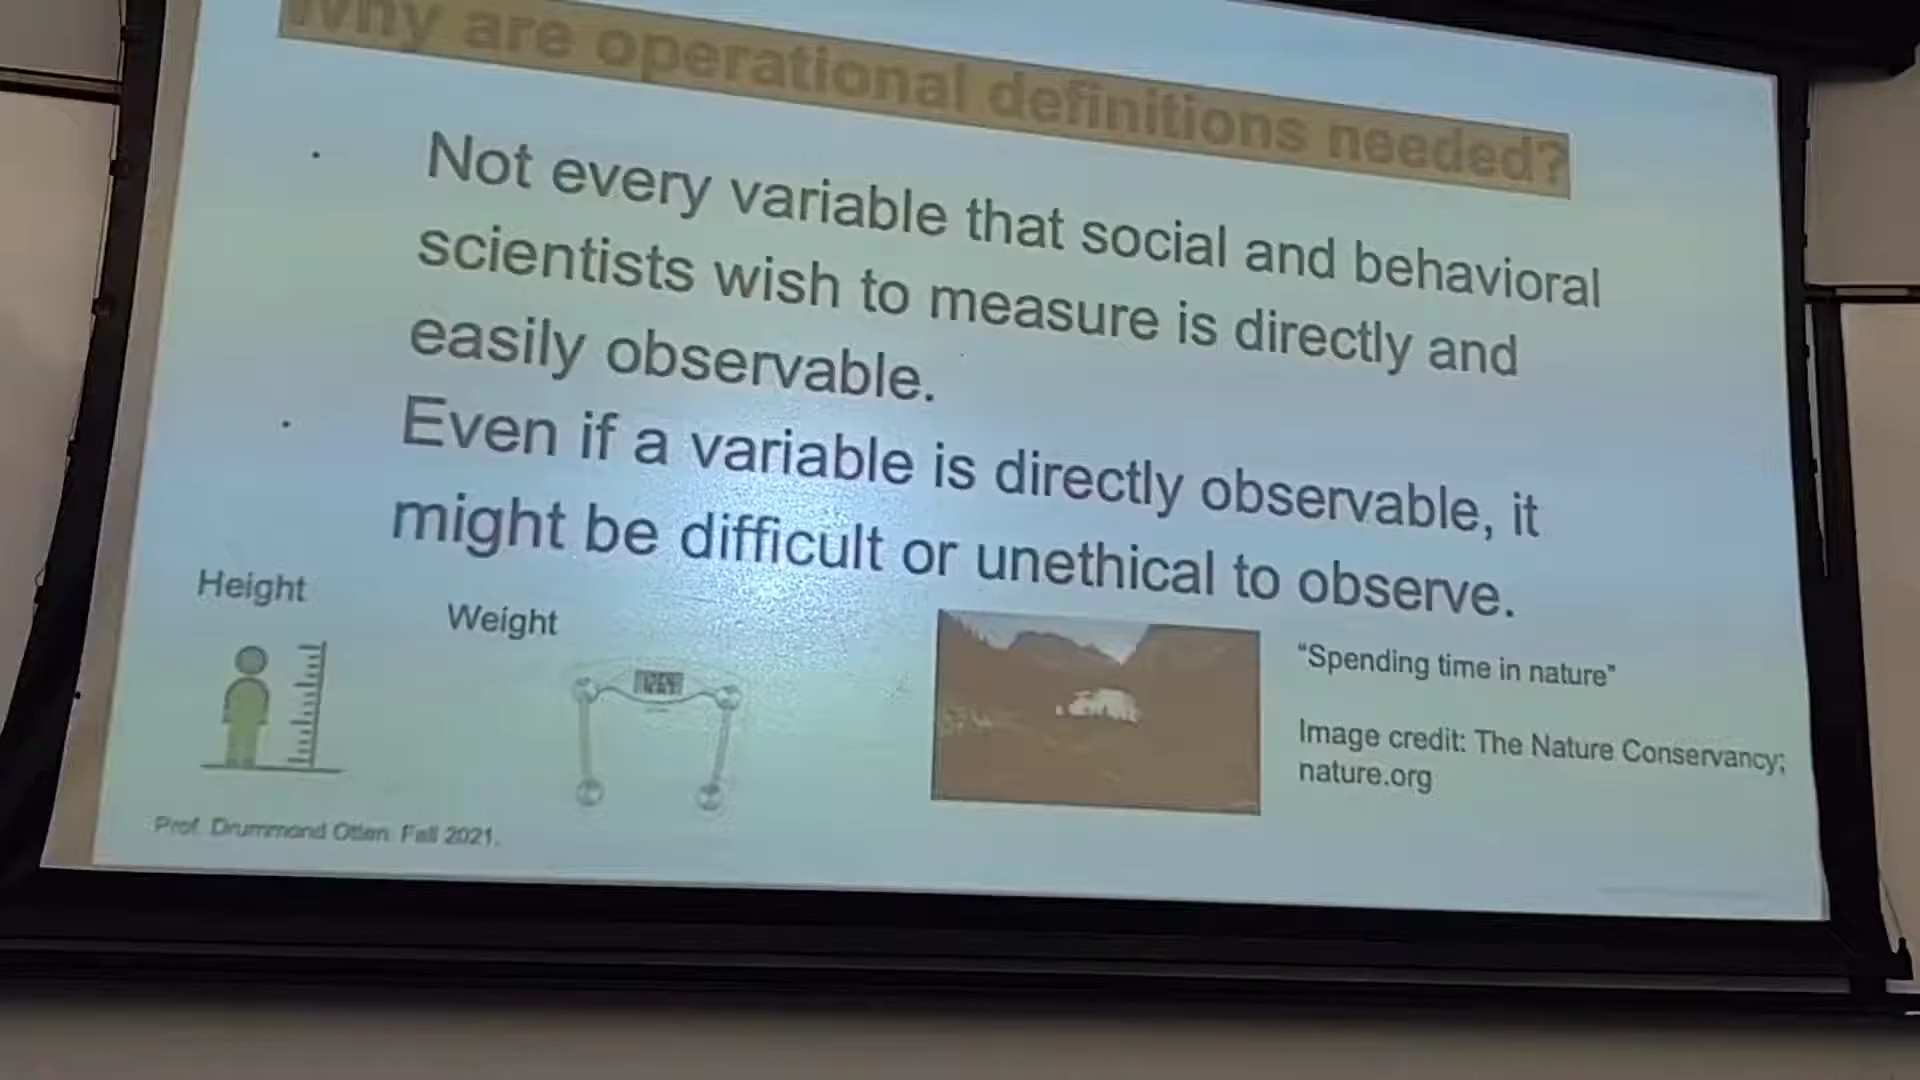 Why are operational definitions needed?
Not every variable that social and behavioral
scientists wish to measure is directly and
easily observable.
Even if a variable is directly observable, it
might be difficult or unethical to observe.
Height
Weight
“Spending time in nature”
Image credit: The Nature Conservancy;
nature.org
Prof. Drummond Otten. Fall 2021.